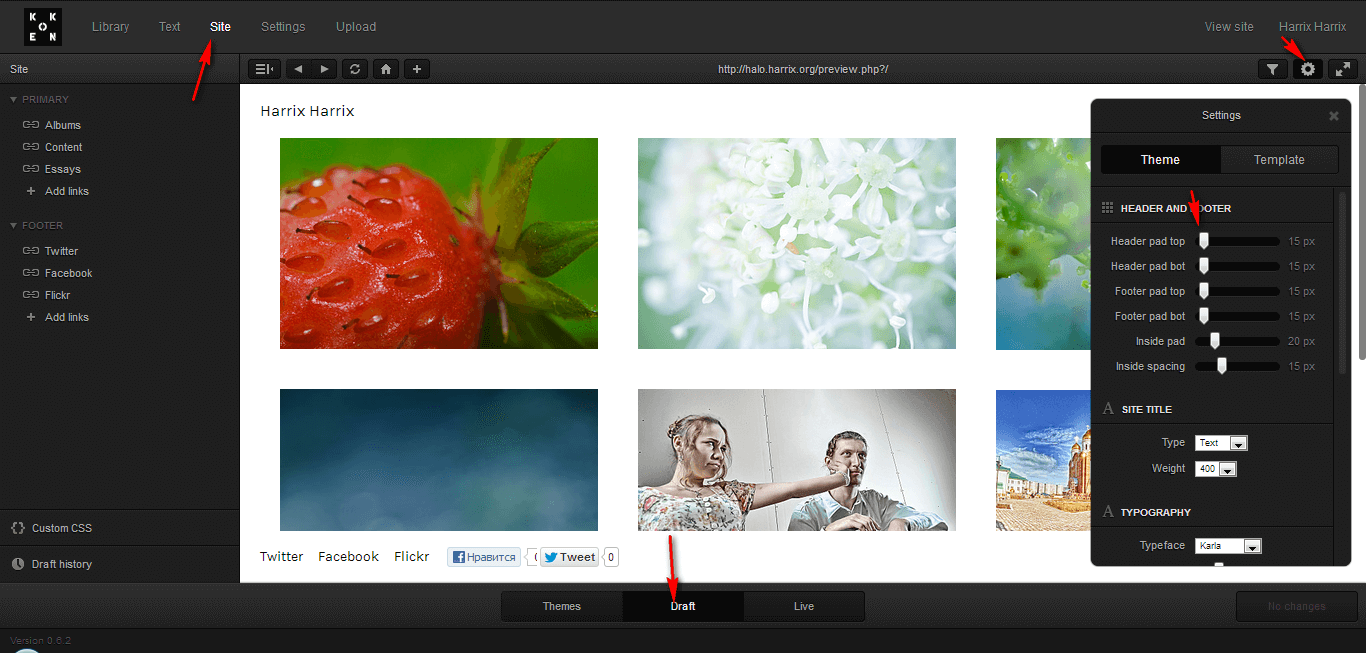 K K
O
E N
Library Text Site Settings Upload View site Harrix Harrix
Site
http://halo.harrix.org/preview.php?/
PRIMARY
Albums
Content
Essays
Add links
FOOTER
Twitter
Facebook
Flickr
Add links
Custom CSS
Draft history
Harrix Harrix
Twitter Facebook Flickr Нравится Tweet 0
Settings
Theme Template
HEADER AND FOOTER
Header pad top 15 px
Header pad bot 15 px
Footer pad top 15 px
Footer pad bot 15 px
Inside pad 20 px
Inside spacing 15 px
SITE TITLE
Type Text
Weight 400
TYPOGRAPHY
Typeface Karla
Themes Draft Live No changes
Version 0.6.2